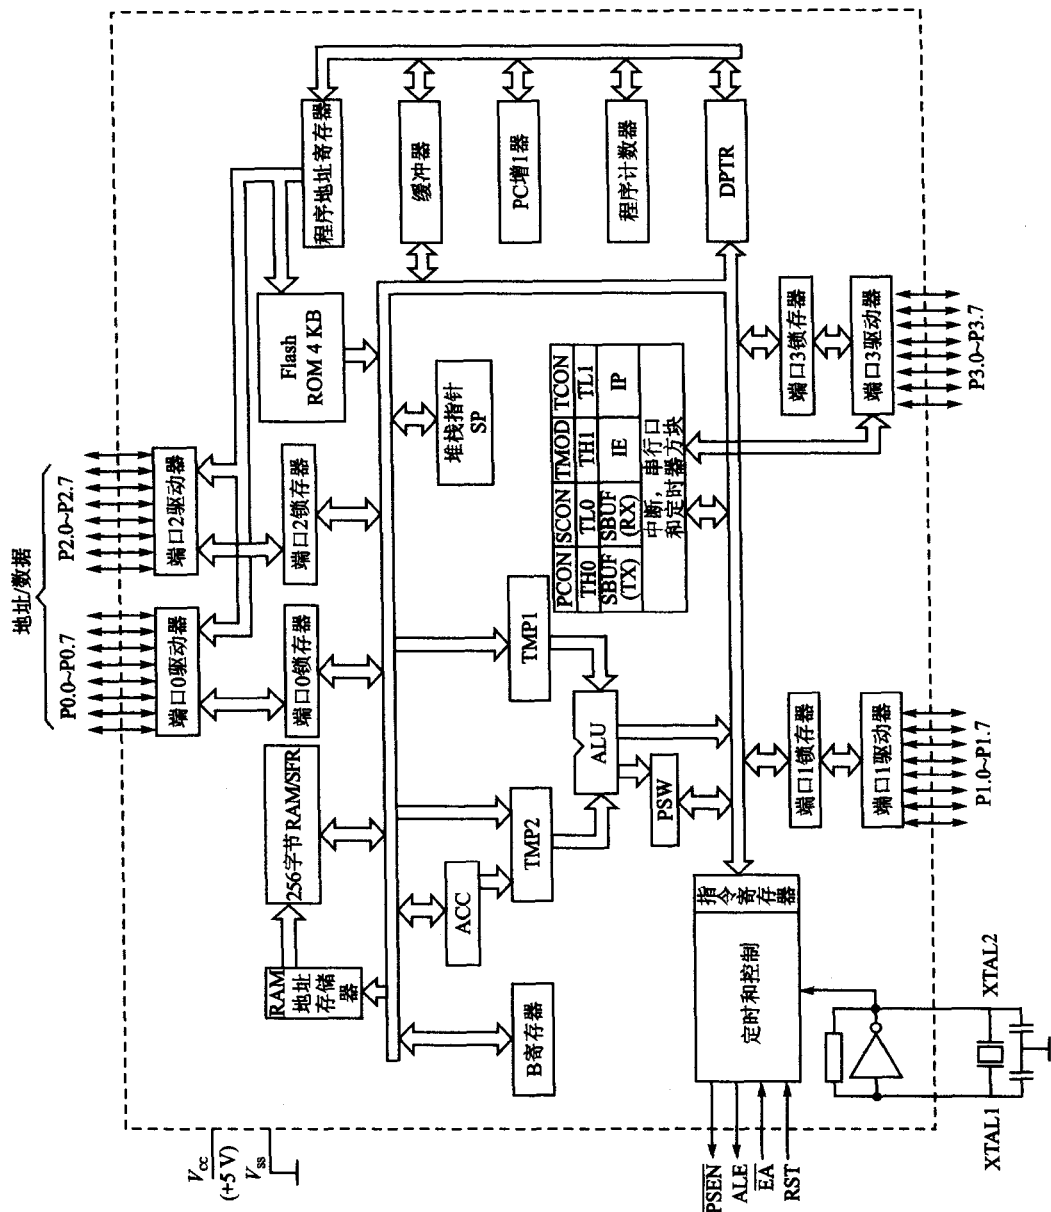 地址/数据
P0.0~P0.7
P2.0~P2.7
端口0驱动器
端口2驱动器
程序地址寄存器
RAM
地址
存储
器
256字节RAM/SFR
端口0锁存器
端口2锁存器
Flash
ROM 4 KB
缓冲器
PC增1器
程序计数器
DPTR
堆栈指针
SP
B寄存器
ACC
TMP2
TMP1
ALU
PSW
PCON
SCON
TMOD
TCON
TH0
TL0
TH1
TL1
SBUF
(TX)
SBUF
(RX)
IE
IP
中断,串行口
和定时器方块
指令寄存器
定时和控制
端口1锁存器
端口3锁存器
端口1驱动器
端口3驱动器
P1.0~P1.7
P3.0~P3.7
Vcc
(+5 V)
Vss
PSEN
ALE
EA
RST
XTAL1
XTAL2